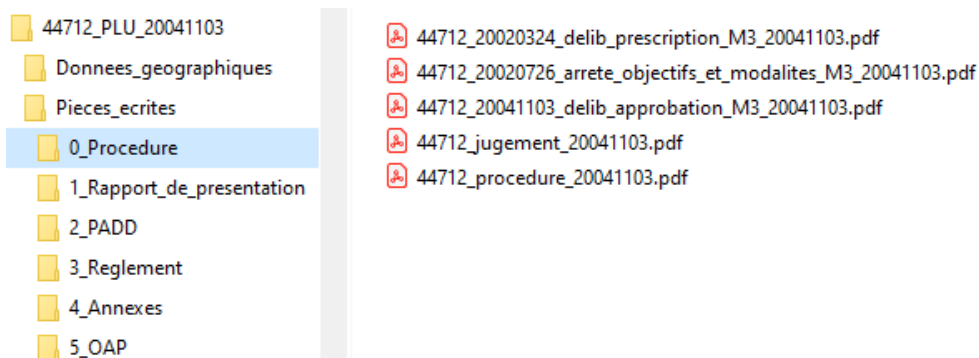 44712_PLU_20041103
Donnees_geographiques
Pieces_ecrites
0_Procedure
1_Rapport_de_presentation
2_PADD
3_Reglement
4_Annexes
5_OAP
44712_20020324_delib_prescription_M3_20041103.pdf
44712_20020726_arrete_objectifs_et_modalites_M3_20041103.pdf
44712_20041103_delib_approbation_M3_20041103.pdf
44712_jugement_20041103.pdf
44712_procedure_20041103.pdf